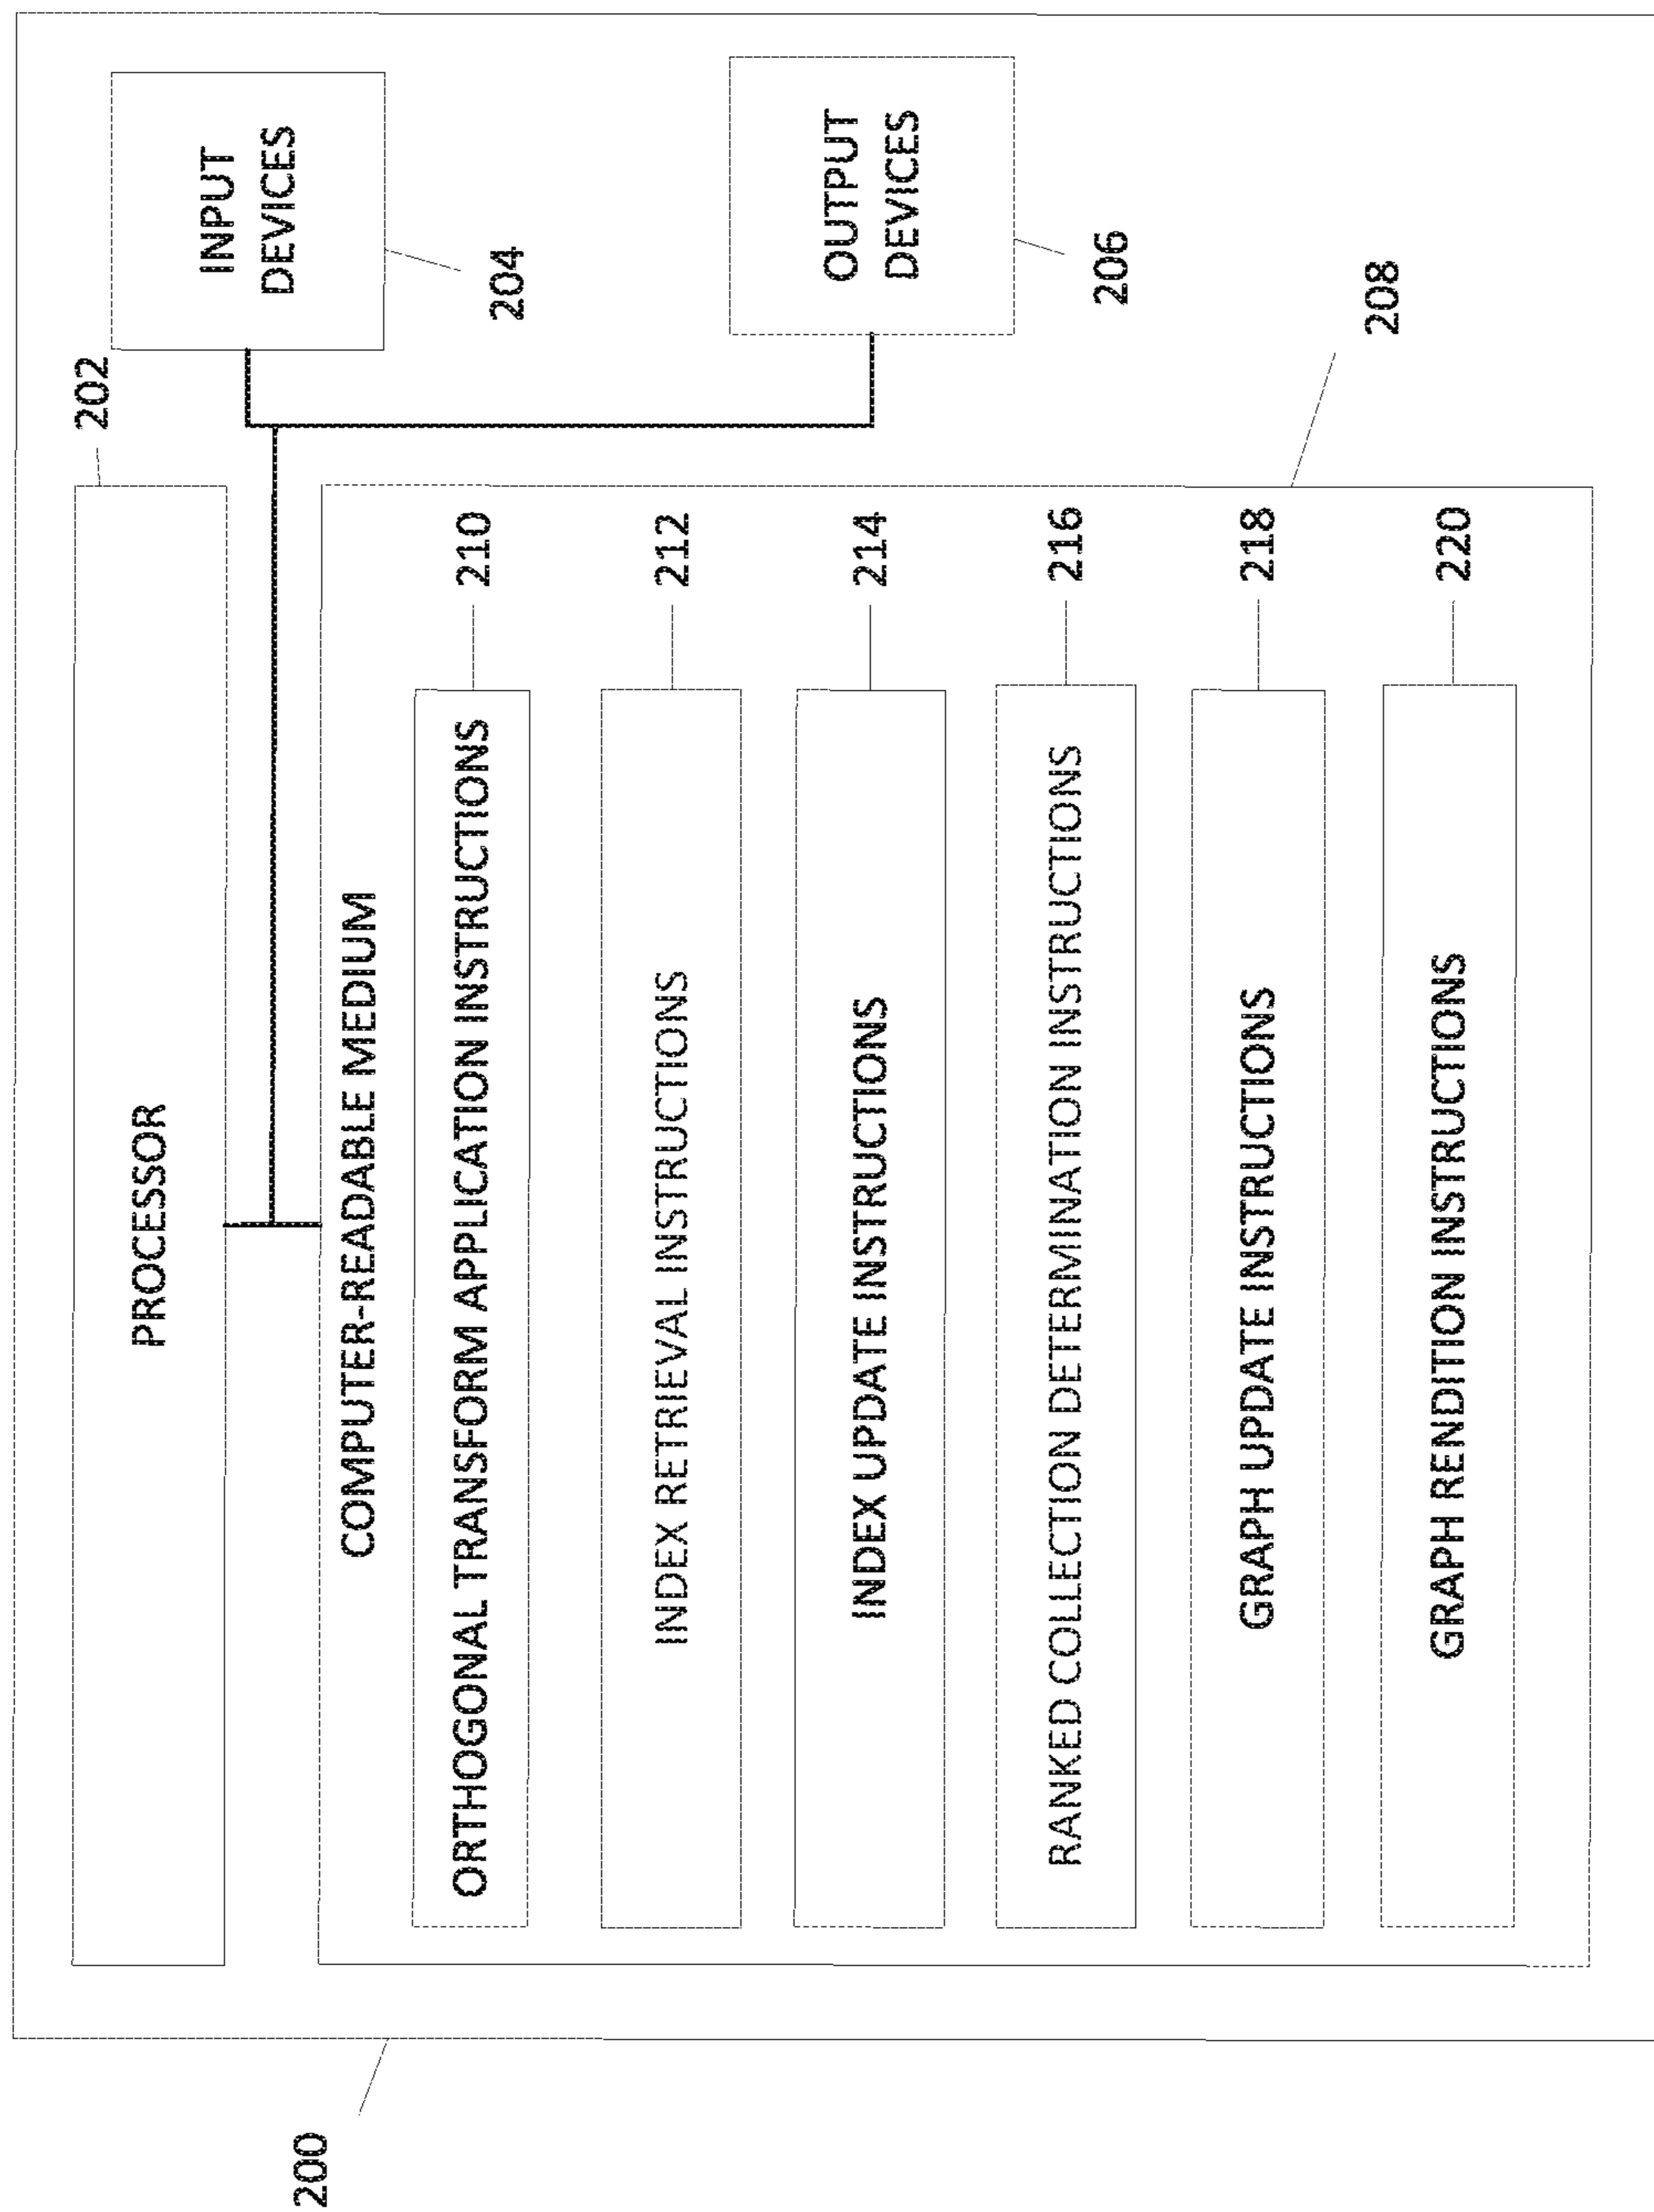 200
PROCESSOR
202
COMPUTER-READABLE MEDIUM
ORTHOGONAL TRANSFORM APPLICATION INSTRUCTIONS
210
INDEX RETRIEVAL INSTRUCTIONS
212
INDEX UPDATE INSTRUCTIONS
214
RANKED COLLECTION DETERMINATION INSTRUCTIONS
216
GRAPH UPDATE INSTRUCTIONS
218
GRAPH RENDITION INSTRUCTIONS
220
INPUT
DEVICES
204
OUTPUT
DEVICES
206
208